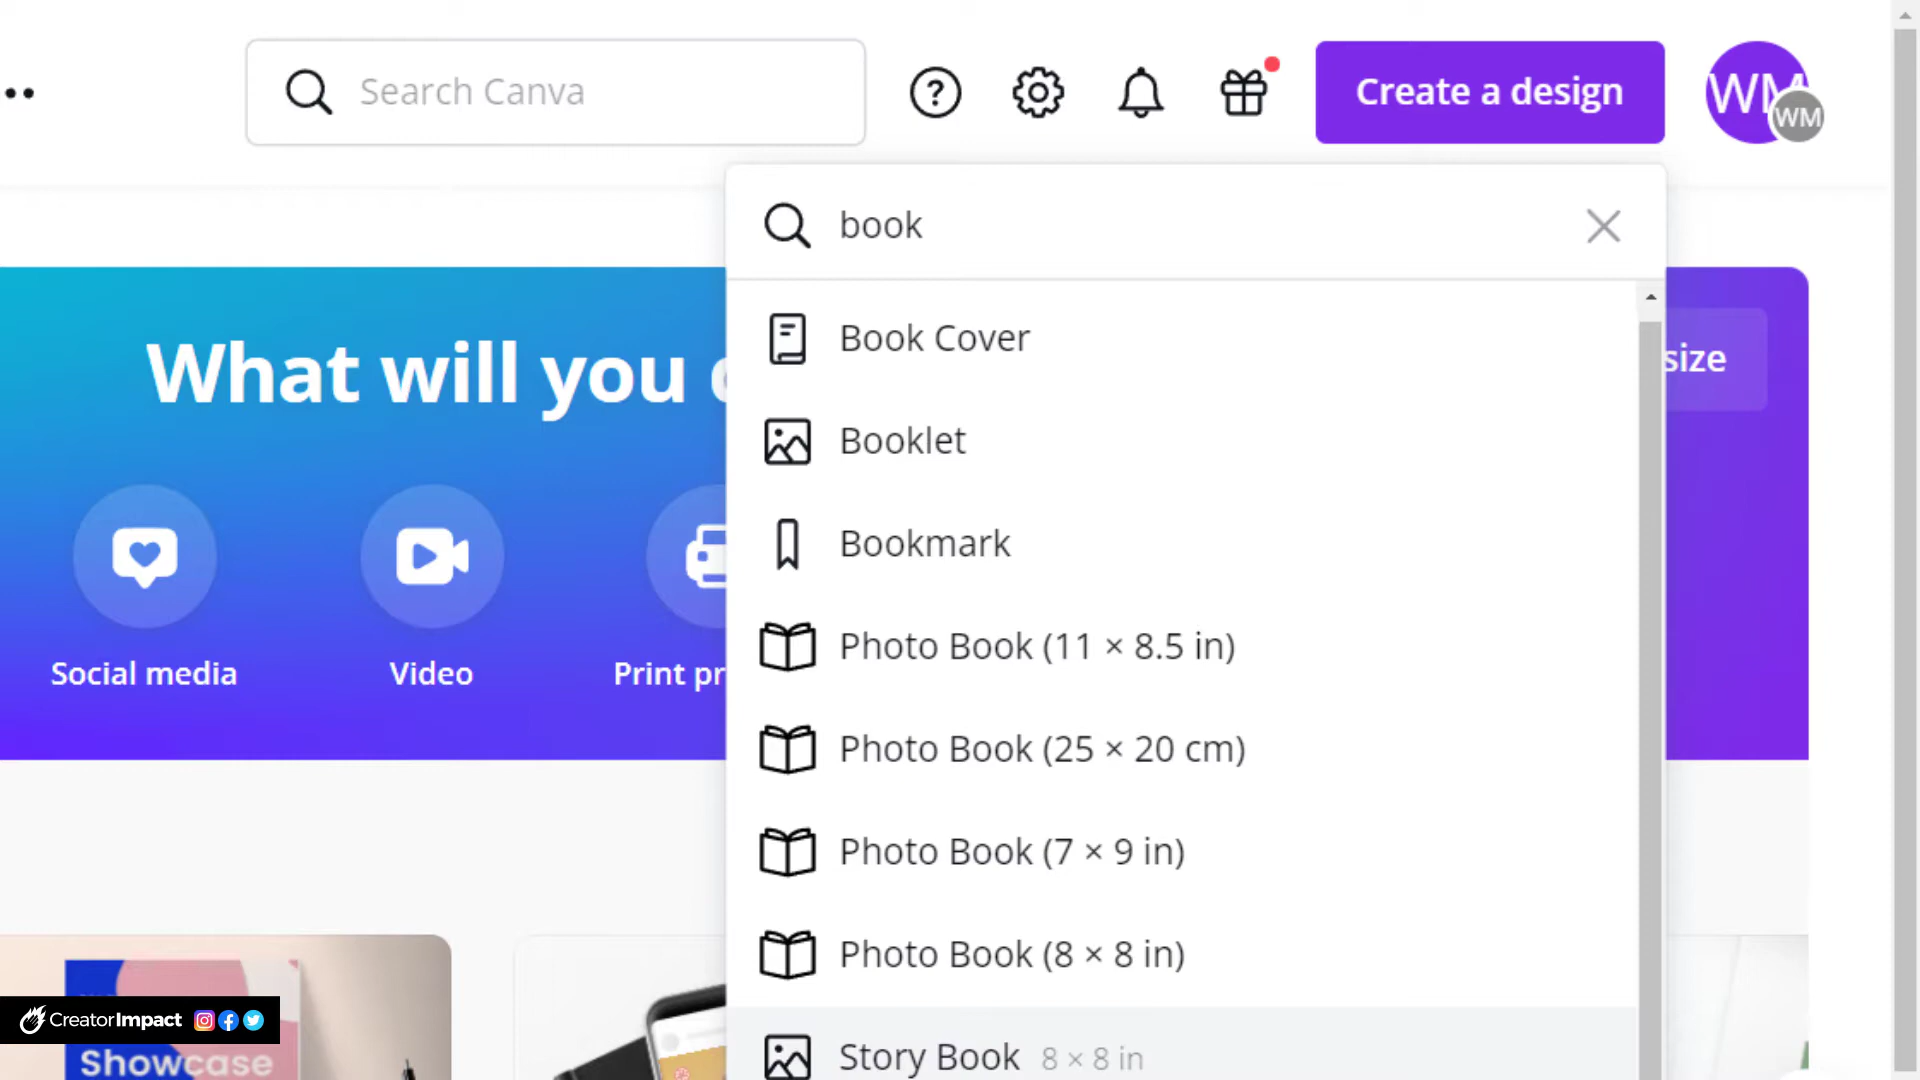 Search Canva
?
Create a design
WM
WM
book
What will you
size
Book Cover
Booklet
Bookmark
Photo Book (11 × 8.5 in)
Photo Book (25 × 20 cm)
Photo Book (7 × 9 in)
Photo Book (8 × 8 in)
Story Book 8 × 8 in
Social media
Video
Print pr
CreatorImpact
Showcase